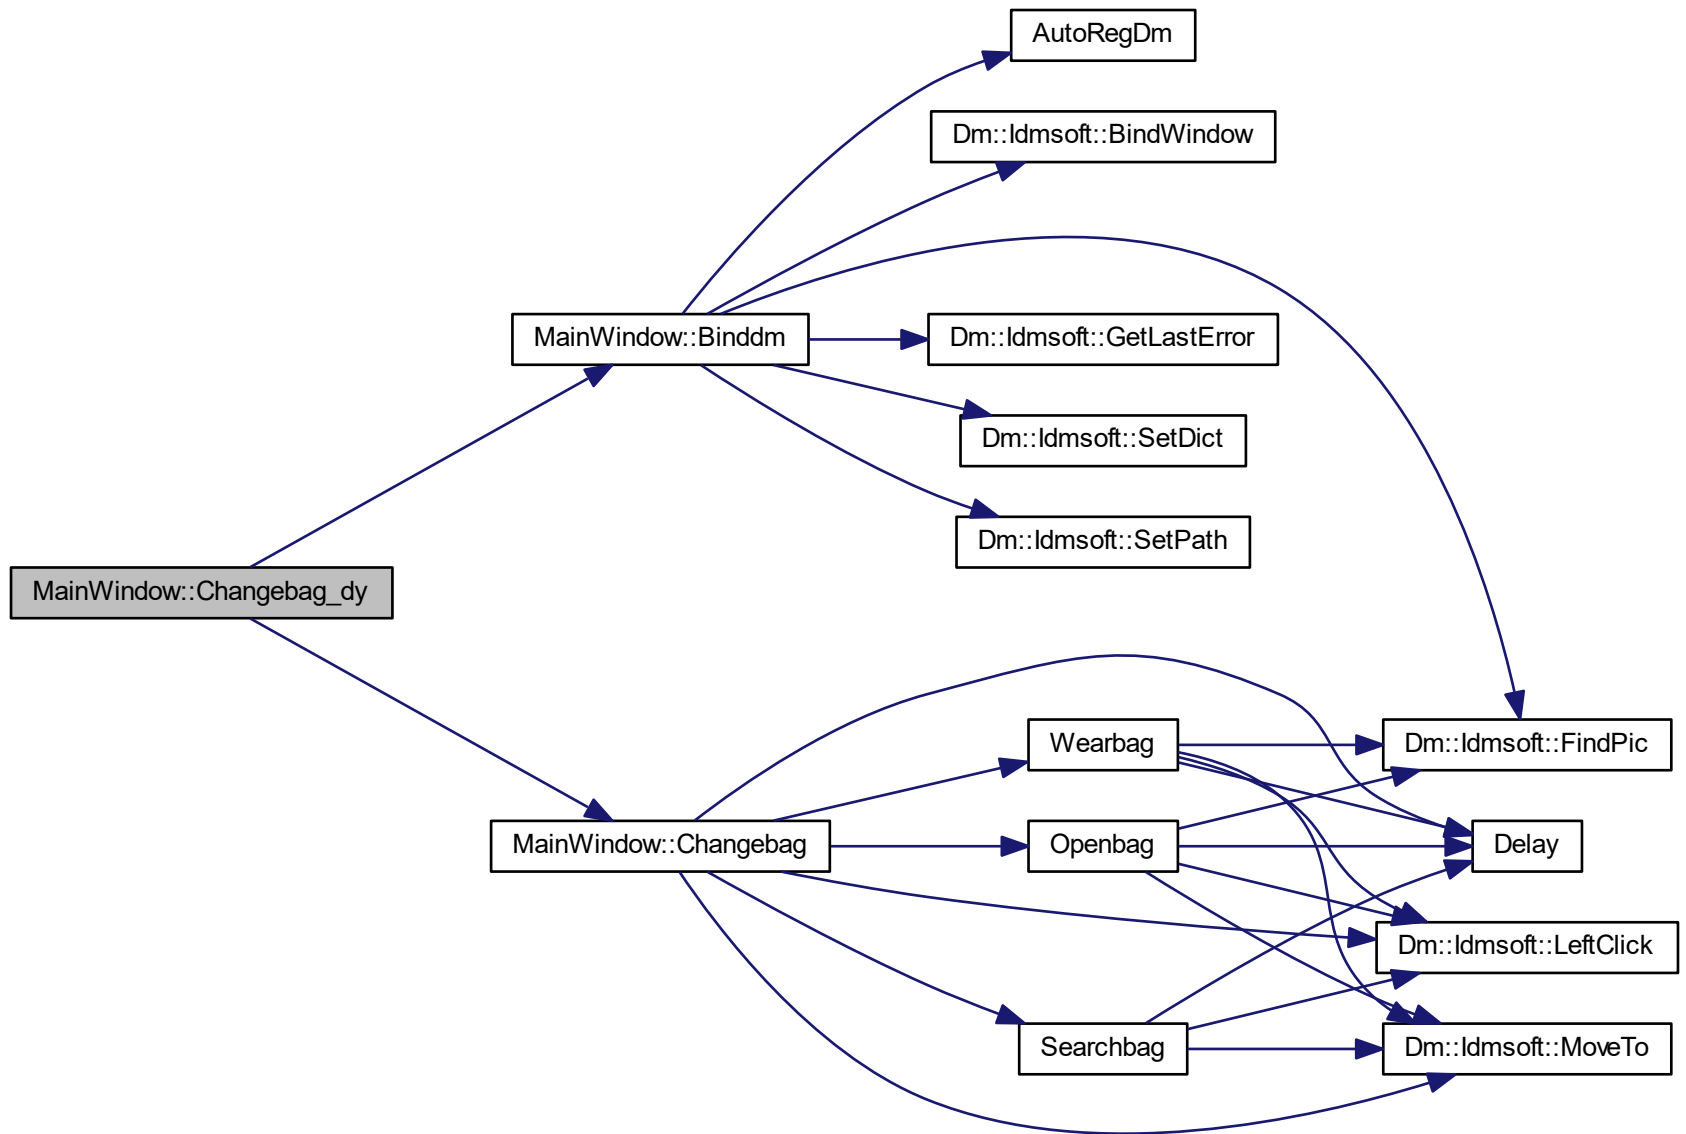 AutoRegDm
Dm::Idmsoft::BindWindow
MainWindow::Binddm
Dm::Idmsoft::GetLastError
Dm::Idmsoft::SetDict
Dm::Idmsoft::SetPath
MainWindow::Changebag_dy
Wearbag
Dm::Idmsoft::FindPic
MainWindow::Changebag
Openbag
Delay
Dm::Idmsoft::LeftClick
Searchbag
Dm::Idmsoft::MoveTo